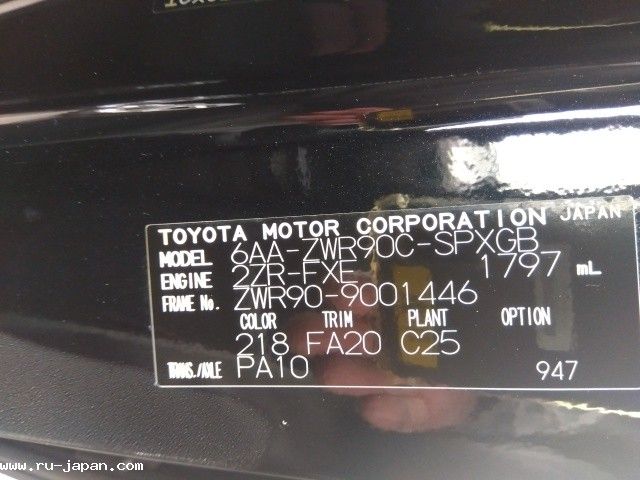 TOYOTA MOTOR CORPORATION JAPAN
MODEL 6AA-ZWR90C-SPXGB
ENGINE 2ZR-FXE 1797 mL
FRAME No. ZWR90-9001446
COLOR TRIM PLANT OPTION
218 FA20 C25
TRANS./AXLE PA10 947
www.ru-japan.com